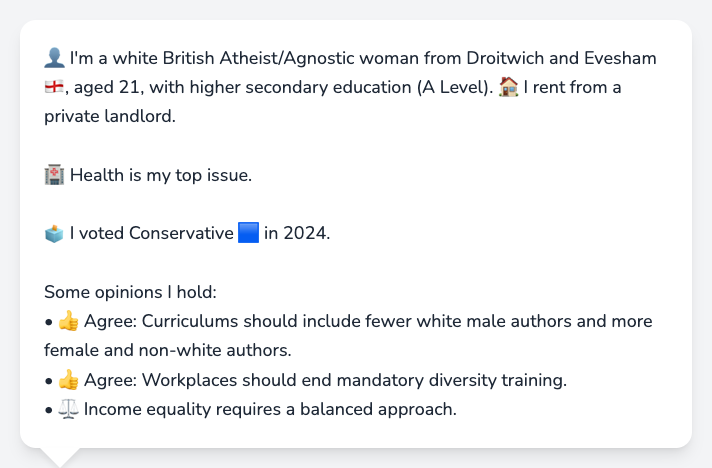 👤 I'm a white British Atheist/Agnostic woman from Droitwich and Evesham
🏴󠁧󠁢󠁥󠁮󠁧󠁿, aged 21, with higher secondary education (A Level). 🏠 I rent from a
private landlord.
🏥 Health is my top issue.
🗳️ I voted Conservative 🟦 in 2024.
Some opinions I hold:
• 👍 Agree: Curriculums should include fewer white male authors and more
female and non-white authors.
• 👍 Agree: Workplaces should end mandatory diversity training.
• ⚖️ Income equality requires a balanced approach.